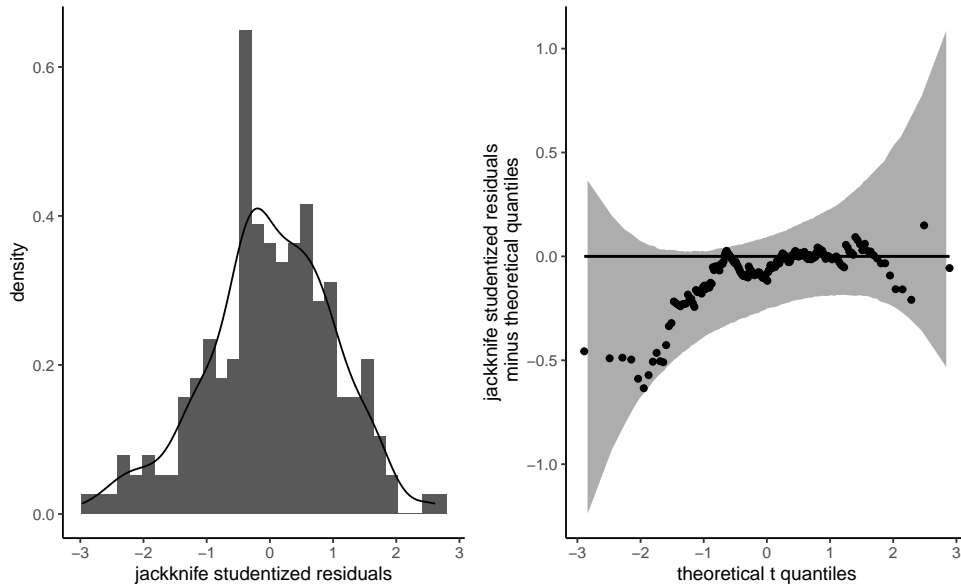 0.6
0.4
0.2
0.0
density
−3 −2 −1 0 1 2 3
jackknife studentized residuals
1.0
0.5
0.0
−0.5
−1.0
jackknife studentized residuals
minus theoretical quantiles
−3 −2 −1 0 1 2 3
theoretical t quantiles